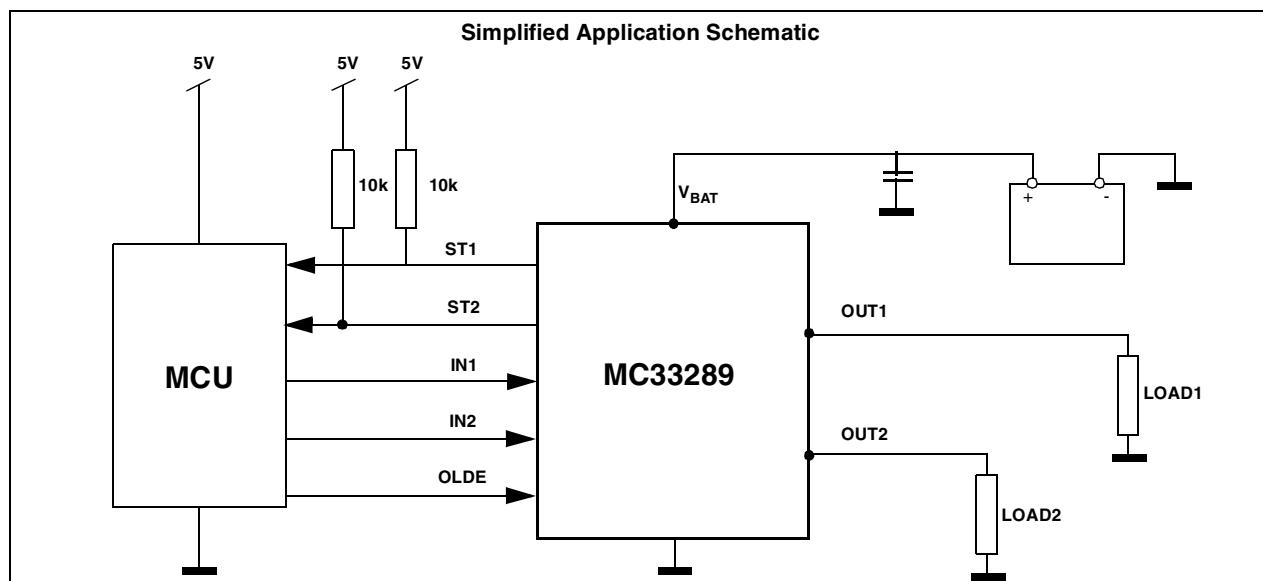 Simplified Application Schematic
5V
5V
5V
10k
10k
V_BAT
+
-
ST1
ST2
OUT1
MCU
IN1
MC33289
LOAD1
IN2
OUT2
OLDE
LOAD2